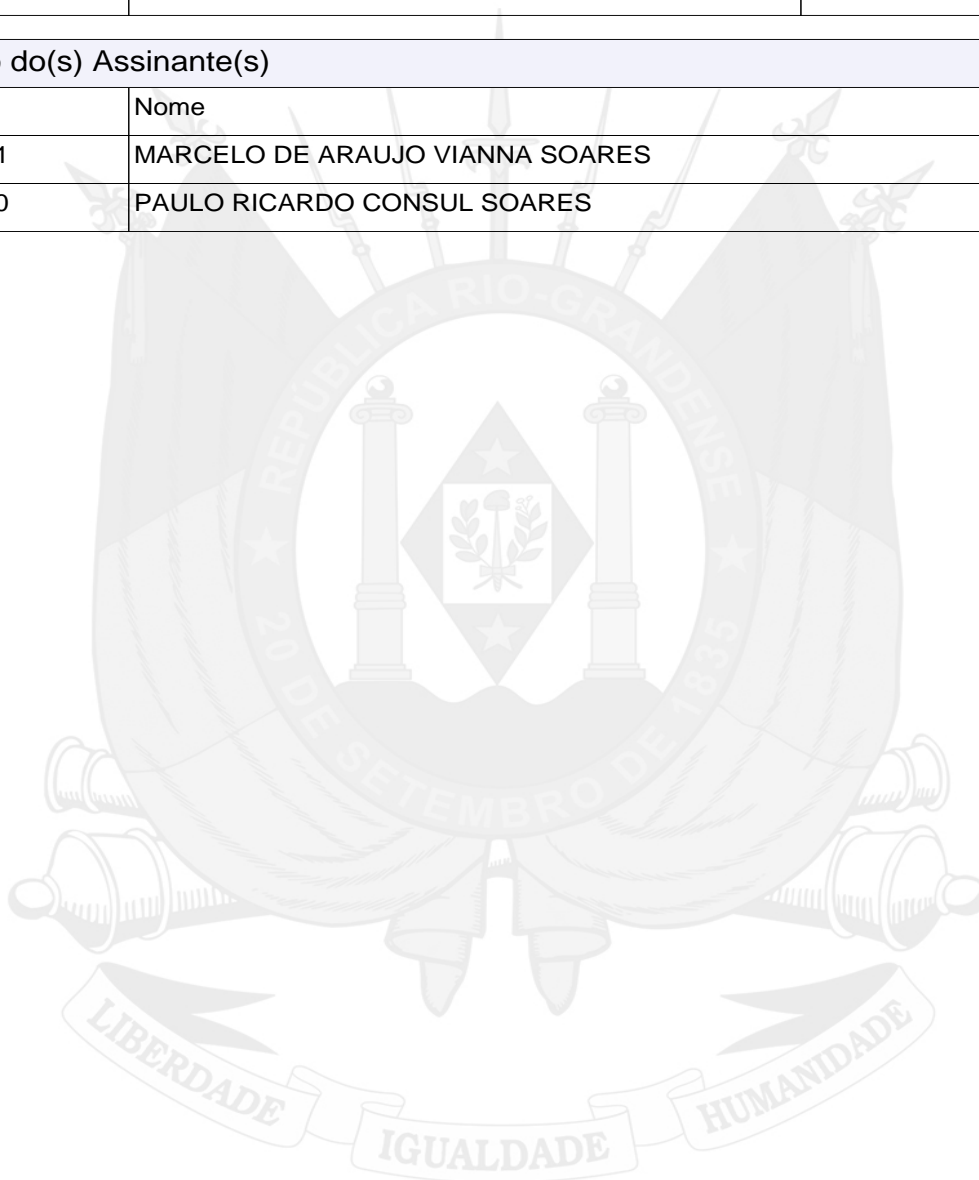 do(s) Assinante(s)
Nome
1 MARCELO DE ARAUJO VIANNA SOARES
0 PAULO RICARDO CONSUL SOARES
REPÚBLICA RIO-GRANDENSE
★ 20 DE SETEMBRO DE 1835 ★
LIBERDADE
IGUALDADE
HUMANIDADE